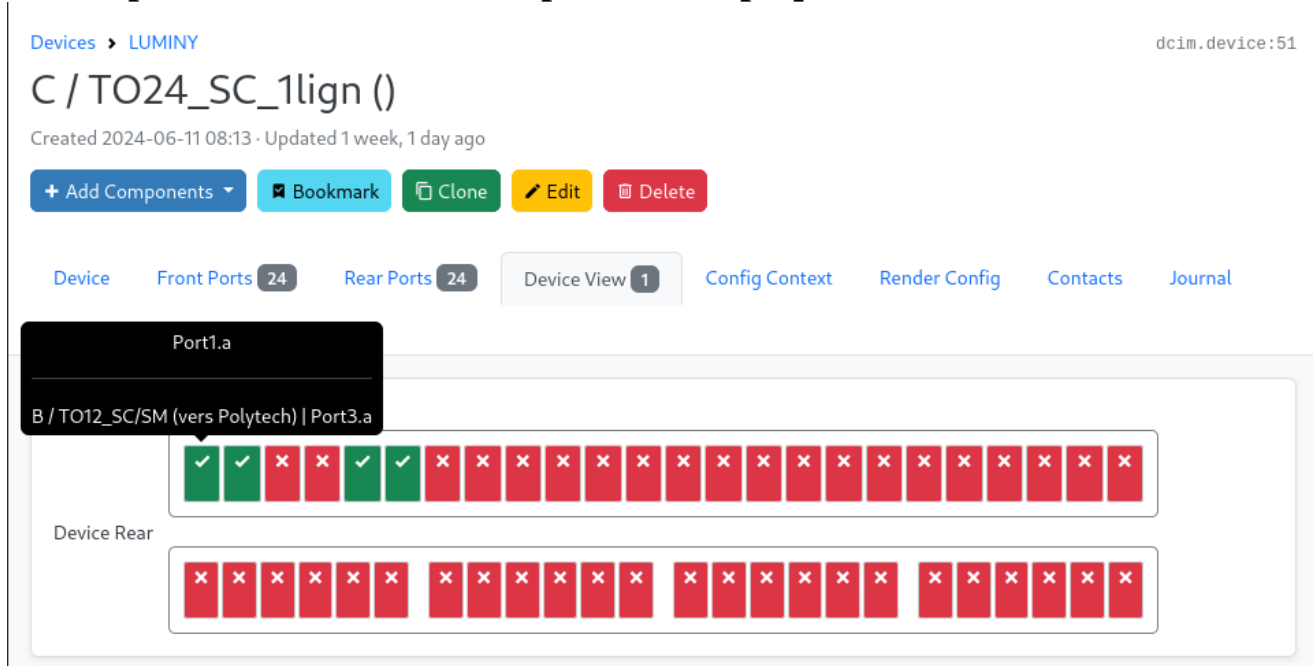 Devices > LUMINY
dcim.device:51
C / TO24_SC_1lign ()
Created 2024-06-11 08:13 · Updated 1 week, 1 day ago
+ Add Components
Bookmark
Clone
Edit
Delete
Device
Front Ports 24
Rear Ports 24
Device View 1
Config Context
Render Config
Contacts
Journal
Port1.a
B / TO12_SC/SM (vers Polytech) | Port3.a
Device Rear